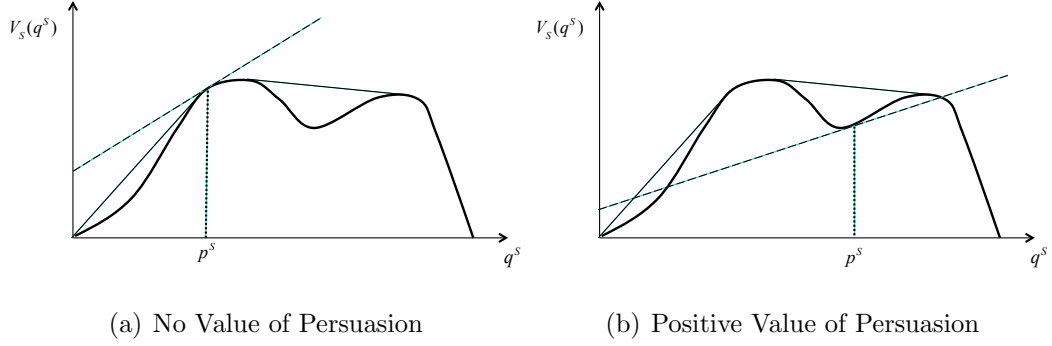 V_S(q^S)
p^S
q^S
V_S(q^S)
p^S
q^S
(a) No Value of Persuasion
(b) Positive Value of Persuasion